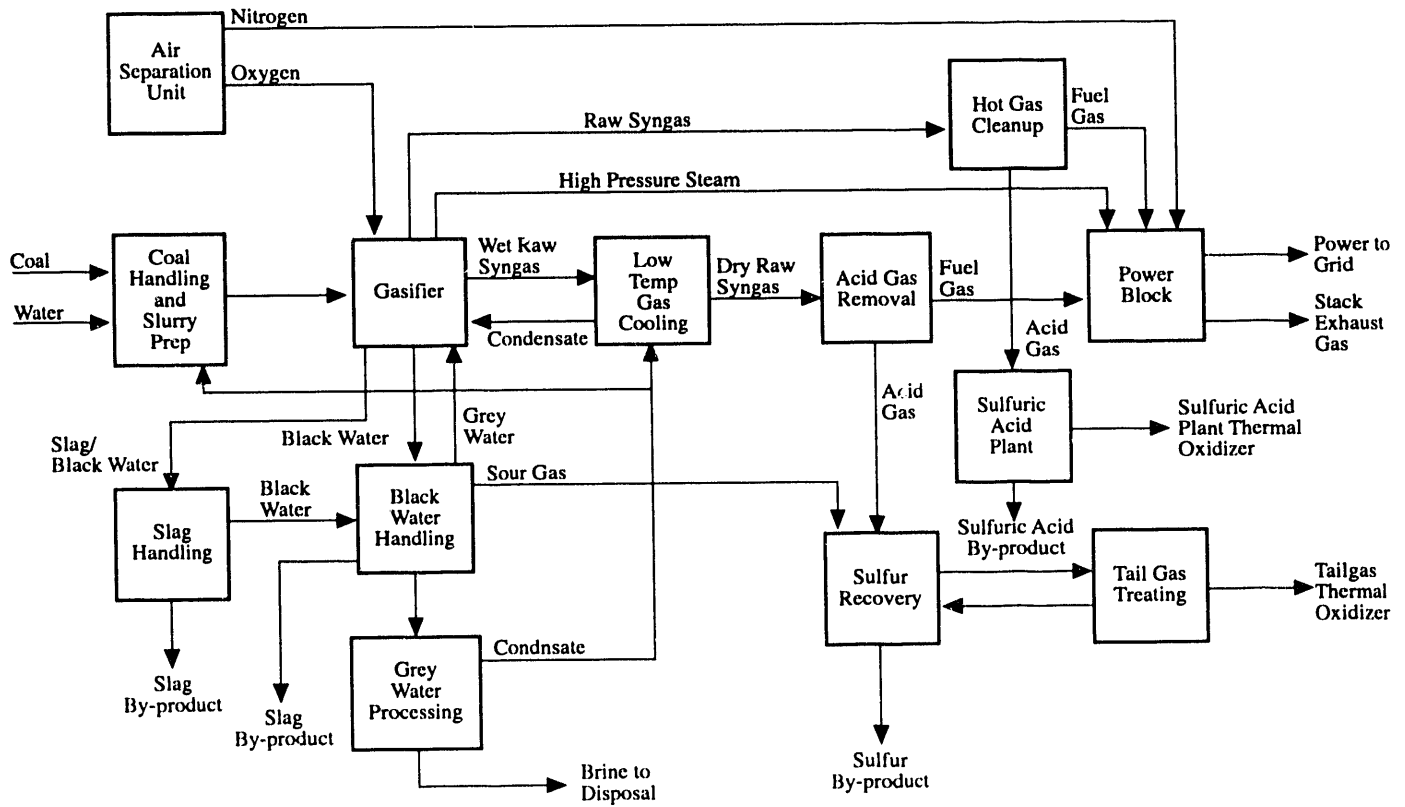 Nitrogen
Air
Separation
Unit
Oxygen
Hot Gas
Cleanup
Fuel
Gas
Raw Syngas
High Pressure Steam
Coal
Water
Coal
Handling
and
Slurry
Prep
Gasifier
Wet Raw
Syngas
Condensate
Low
Temp
Gas
Cooling
Dry Raw
Syngas
Acid Gas
Removal
Fuel
Gas
Power
Block
Power to
Grid
Stack
Exhaust
Gas
Acid
Gas
Acid
Gas
Sulfuric
Acid
Plant
Sulfuric Acid
Plant Thermal
Oxidizer
Slag/
Black Water
Black Water
Grey
Water
Sour Gas
Slag
Handling
Black
Water
Black
Water
Handling
Sulfuric Acid
By-product
Sulfur
Recovery
Tail Gas
Treating
Tailgas
Thermal
Oxidizer
Slag
By-product
Slag
By-product
Grey
Water
Processing
Condnsate
Sulfur
By-product
Brine to
Disposal